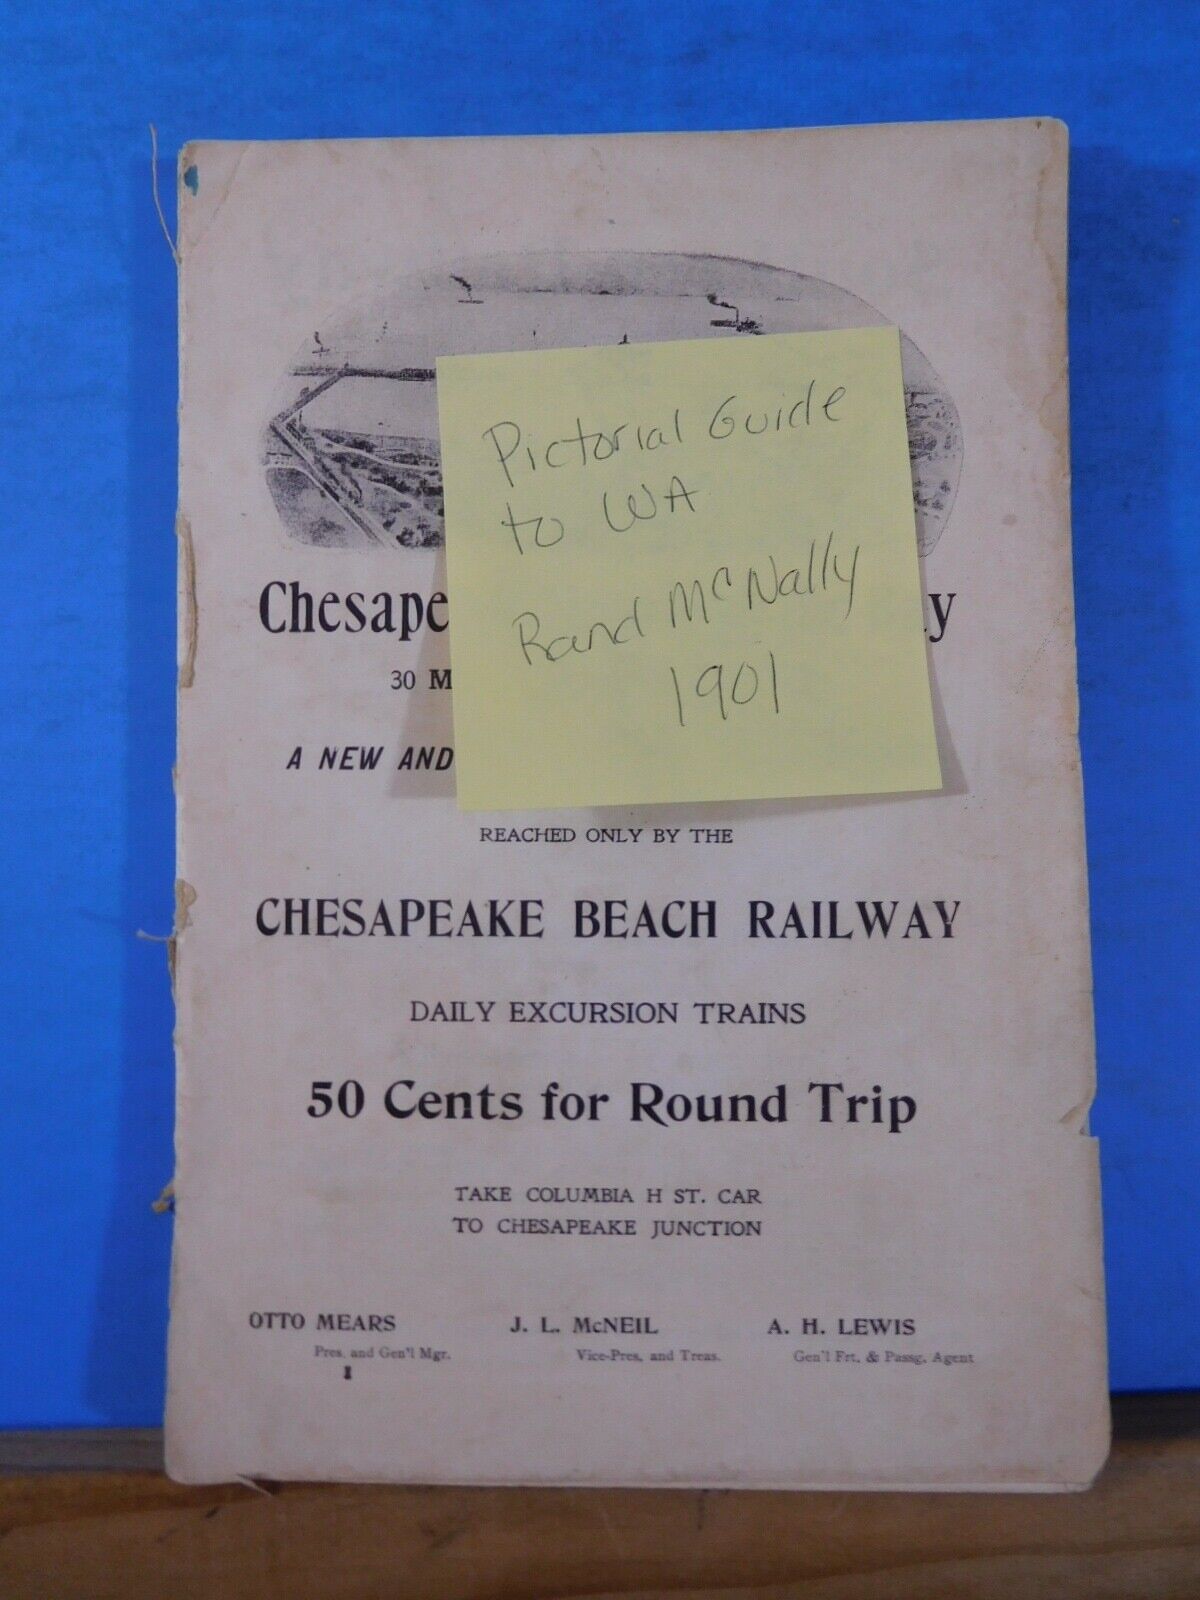 Pictorial Guide
to WA
Rand McNally
1901
Chesape
ay
30 M
A NEW AND
REACHED ONLY BY THE
CHESAPEAKE BEACH RAILWAY
DAILY EXCURSION TRAINS
50 Cents for Round Trip
TAKE COLUMBIA H ST. CAR
TO CHESAPEAKE JUNCTION
OTTO MEARS J. L. McNEIL A. H. LEWIS
Pres. and Gen'l Mgr. Vice-Pres. and Treas. Gen'l Frt. & Passg. Agent
1